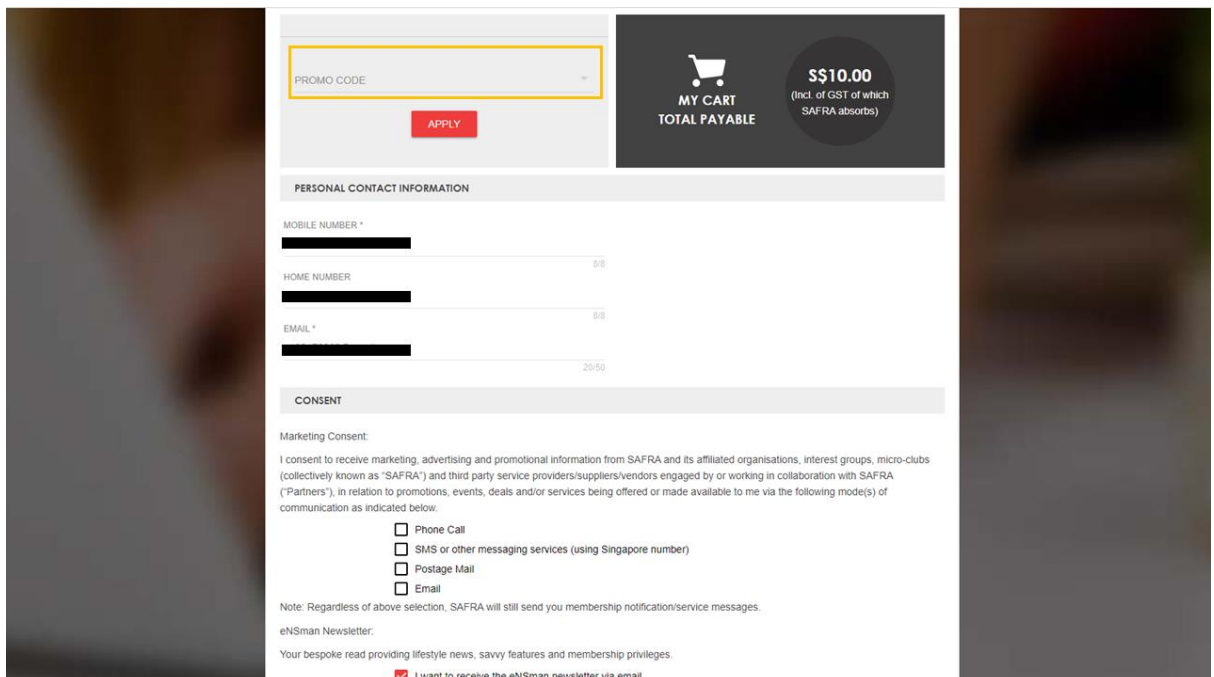 PROMO CODE
APPLY
MY CART
TOTAL PAYABLE
S$10.00
(Incl. of GST of which
SAFRA absorbs)
PERSONAL CONTACT INFORMATION
MOBILE NUMBER *
8/8
HOME NUMBER
8/8
EMAIL *
20/50
CONSENT
Marketing Consent:
I consent to receive marketing, advertising and promotional information from SAFRA and its affiliated organisations, interest groups, micro-clubs
(collectively known as “SAFRA”) and third party service providers/suppliers/vendors engaged by or working in collaboration with SAFRA
(“Partners”), in relation to promotions, events, deals and/or services being offered or made available to me via the following mode(s) of
communication as indicated below.
Phone Call
SMS or other messaging services (using Singapore number)
Postage Mail
Email
Note: Regardless of above selection, SAFRA will still send you membership notification/service messages.
eNSman Newsletter:
Your bespoke read providing lifestyle news, savvy features and membership privileges.
I want to receive the eNSman newsletter via email